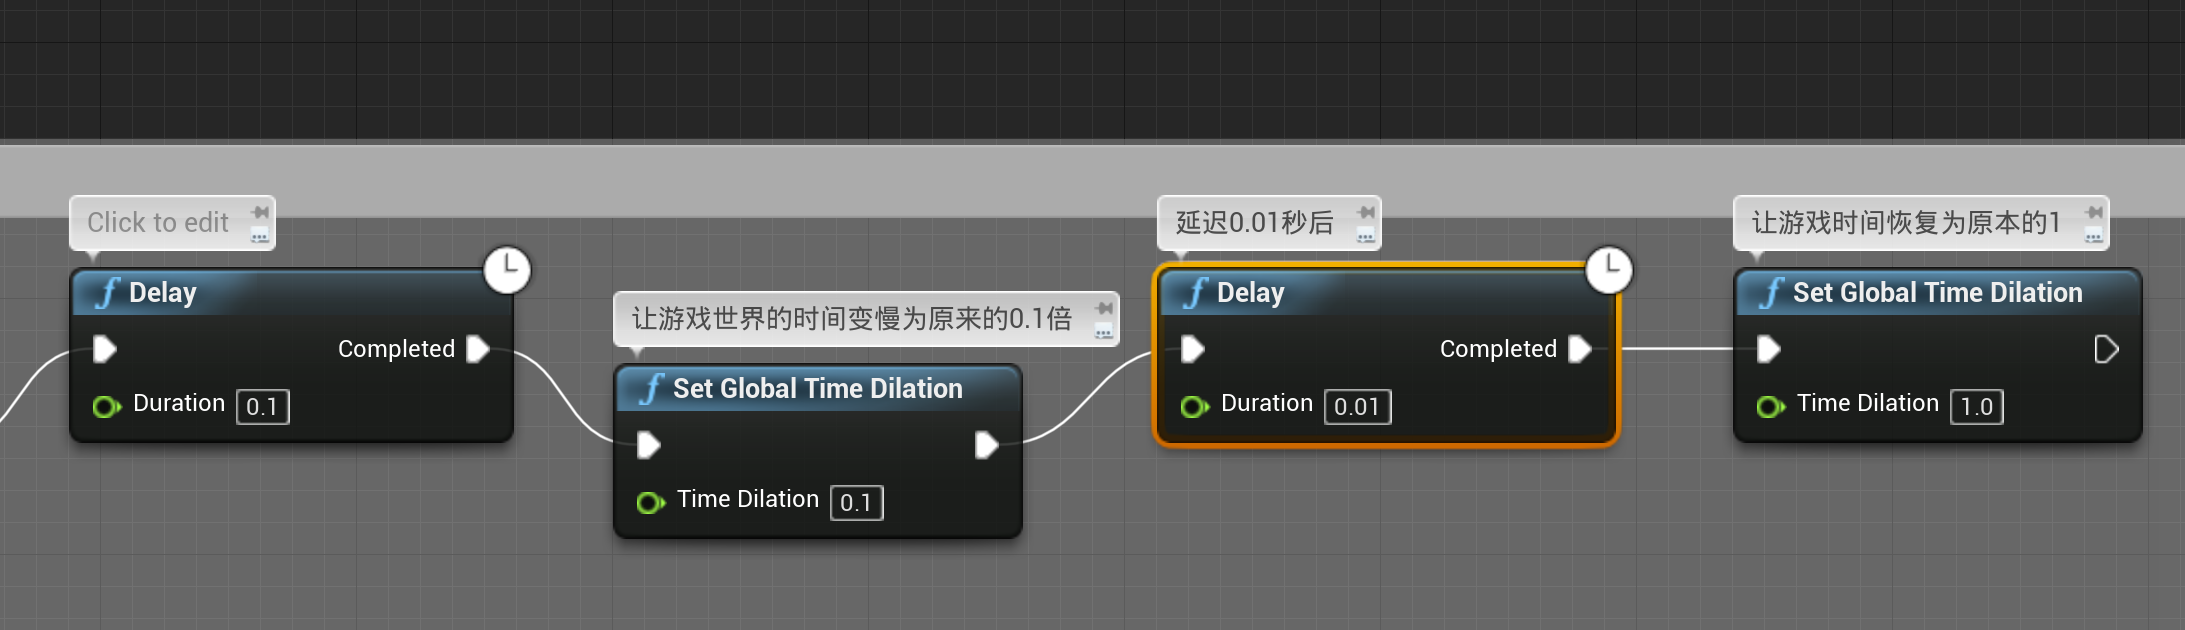 Click to edit
Delay
Completed
Duration 0.1
让游戏世界的时间变慢为原来的0.1倍
Set Global Time Dilation
Time Dilation 0.1
延迟0.01秒后
Delay
Completed
Duration 0.01
让游戏时间恢复为原本的1
Set Global Time Dilation
Time Dilation 1.0